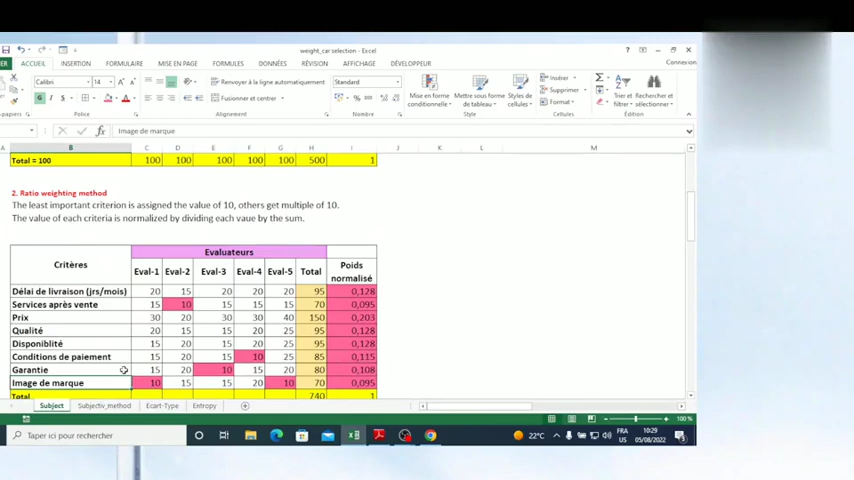 weight_car selection - Excel
? 
Connexion
ACCUEIL INSERTION FORMULAIRE MISE EN PAGE FORMULES DONNÉES RÉVISION AFFICHAGE DÉVELOPPEUR
Calibri 14 Renvoyer à la ligne automatiquement Standard Mise en forme conditionnelle Mettre sous forme de tableau Styles de cellules Insérer Supprimer Format Trier et filtrer Rechercher et sélectionner
G I S Fusionner et centrer % 000
Police Alignement Nombre Style Cellules Édition
fx Image de marque
B C D E F G H I J K L M
Total = 100 100 100 100 100 100 500 1
2. Ratio weighting method
The least important criterion is assigned the value of 10, others get multiple of 10.
The value of each criteria is normalized by dividing each vaue by the sum.
Critères Evaluateurs Poids normalisé
Eval-1 Eval-2 Eval-3 Eval-4 Eval-5 Total
Délai de livraison (jrs/mois) 20 15 20 20 20 95 0,128
Services après vente 15 10 15 15 15 70 0,095
Prix 30 20 30 30 40 150 0,203
Qualité 20 15 15 20 25 95 0,128
Disponiblité 15 20 15 20 25 95 0,128
Conditions de paiement 15 20 15 10 25 85 0,115
Garantie 15 20 10 15 20 80 0,108
Image de marque 10 15 15 20 10 70 0,095
Total 740 1
Subject Subjectiv_method Ecart-Type Entropy
100 %
Taper ici pour rechercher
22°C
FRA
US
10:29
05/08/2022